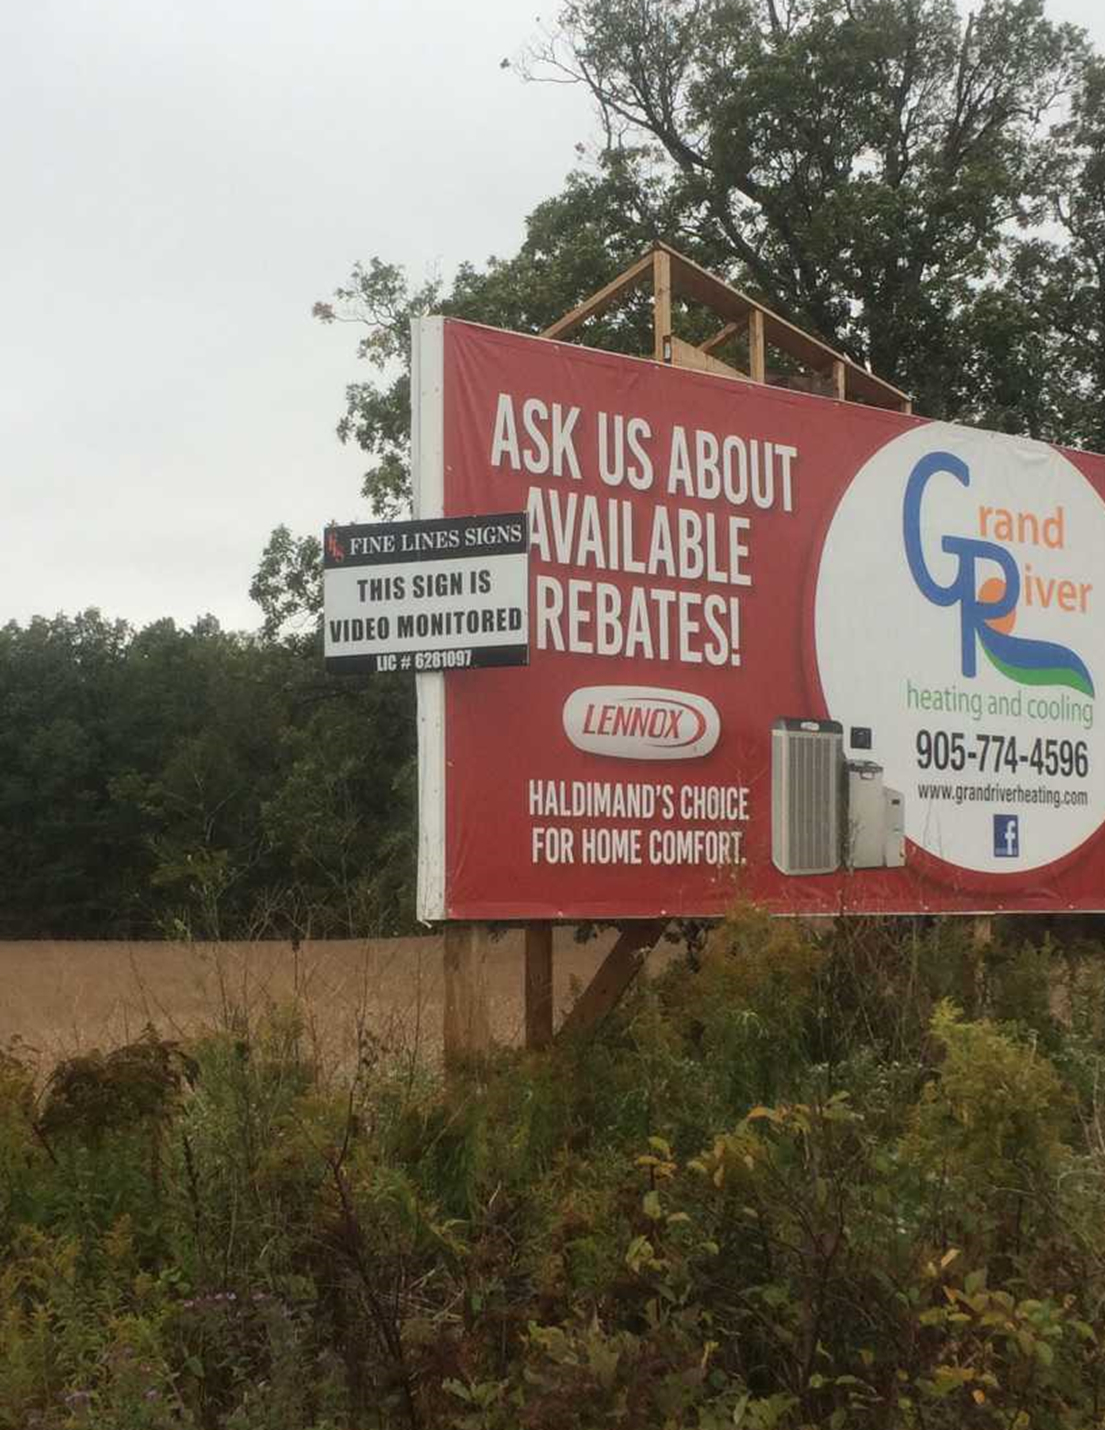 ASK US ABOUT
AVAILABLE
REBATES!
FLS FINE LINES SIGNS
THIS SIGN IS
VIDEO MONITORED
LIC # 6281097
LENNOX
HALDIMAND'S CHOICE
FOR HOME COMFORT.
Grand
River
heating and cooling
905-774-4596
www.grandriverheating.com
f